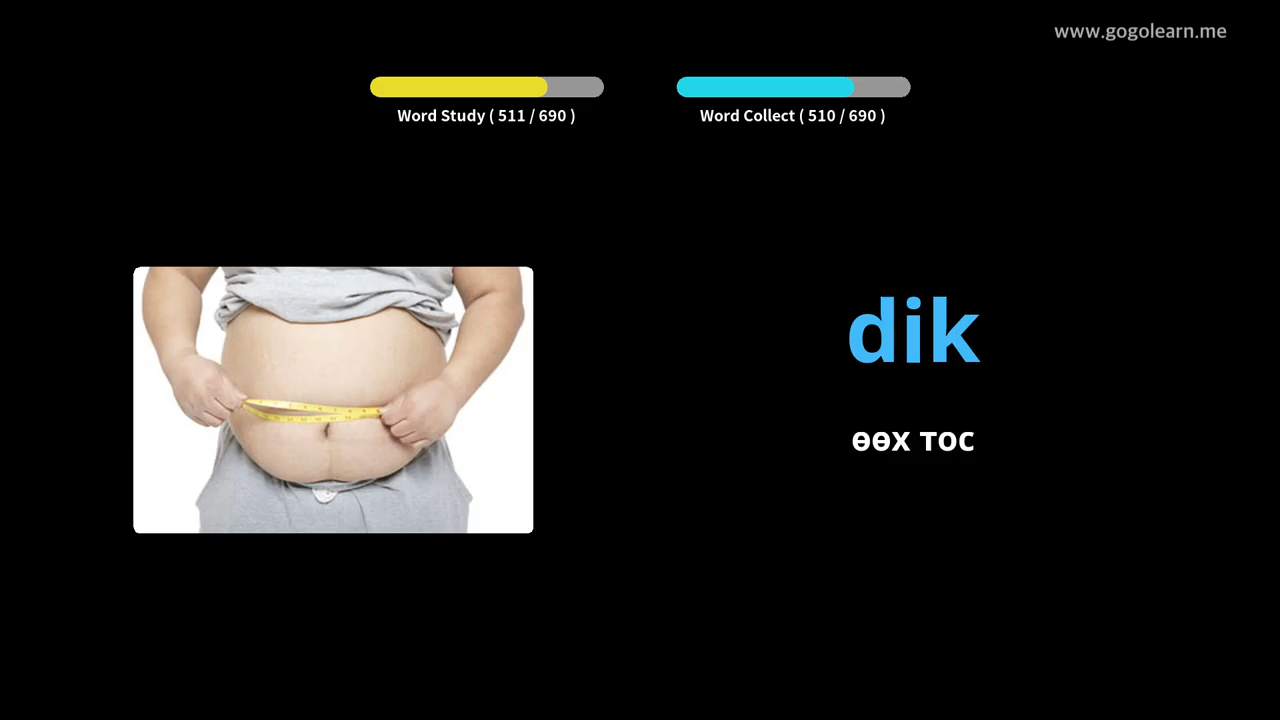 www.gogolearn.me
Word Study ( 511 / 690 )
Word Collect ( 510 / 690 )
dik
өөх тос